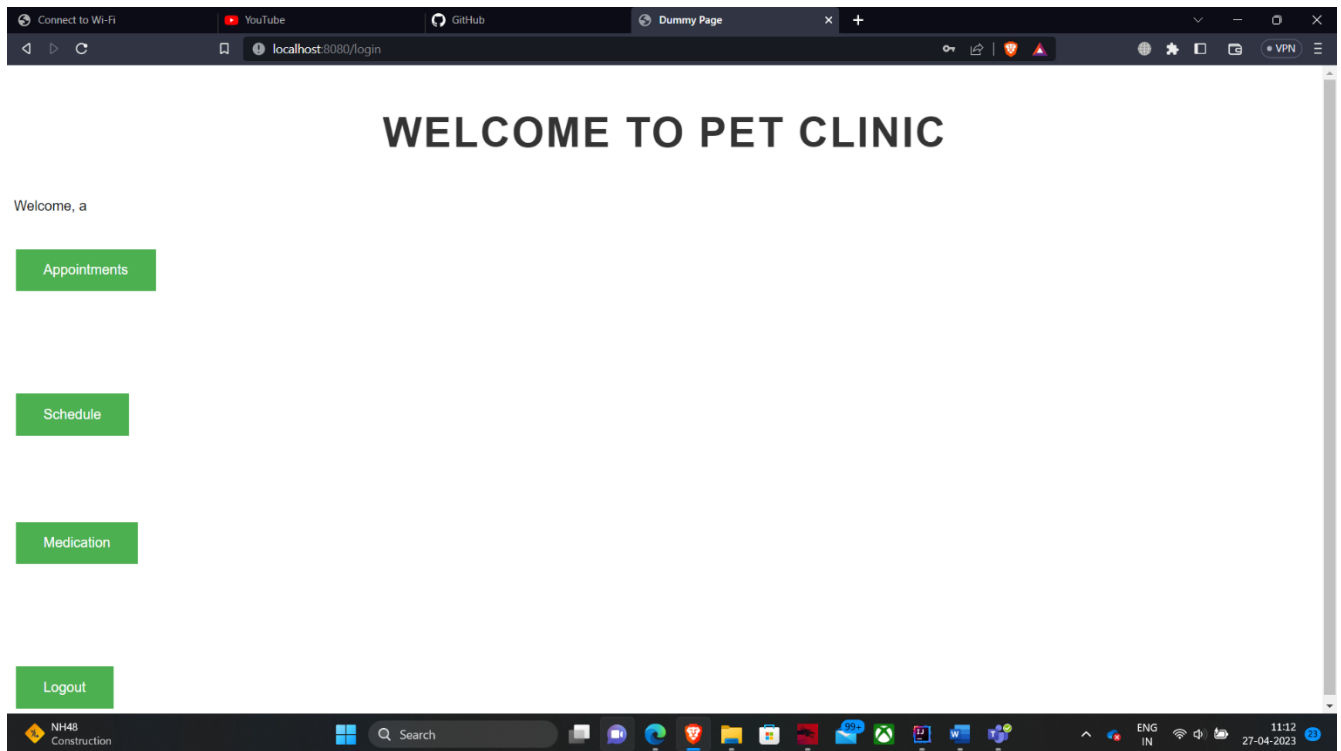 Connect to Wi-Fi
YouTube
GitHub
Dummy Page
localhost:8080/login
VPN
WELCOME TO PET CLINIC
Welcome, a
Appointments
Schedule
Medication
Logout
NH48
Construction
Search
99+
ENG
IN
11:12
27-04-2023
23